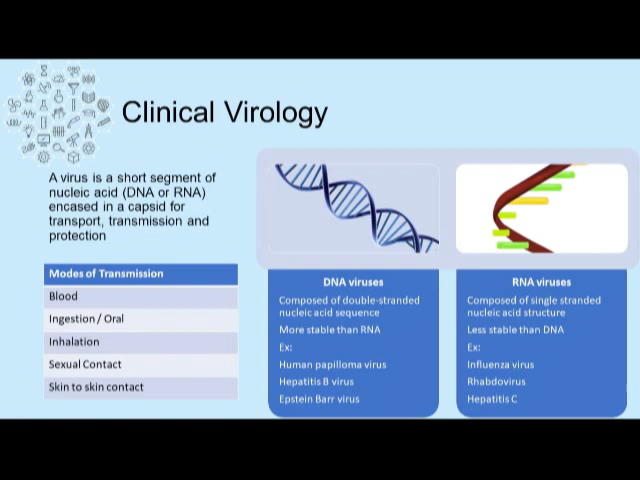 Clinical Virology
A virus is a short segment of
nucleic acid (DNA or RNA)
encased in a capsid for
transport, transmission and
protection
Modes of Transmission
Blood
Ingestion / Oral
Inhalation
Sexual Contact
Skin to skin contact
DNA viruses
Composed of double-stranded
nucleic acid sequence
More stable than RNA
Ex:
Human papilloma virus
Hepatitis B virus
Epstein Barr virus
RNA viruses
Composed of single stranded
nucleic acid structure
Less stable than DNA
Ex:
Influenza virus
Rhabdovirus
Hepatitis C